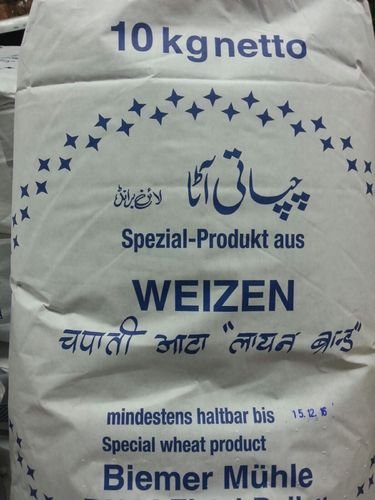 10 kg netto
چپاتی آٹا لائن برانڈ
Spezial-Produkt aus
WEIZEN
चपाती आटा "लायन ब्रान्ड"
mindestens haltbar bis 15.12.16
Special wheat product
Biemer Mühle